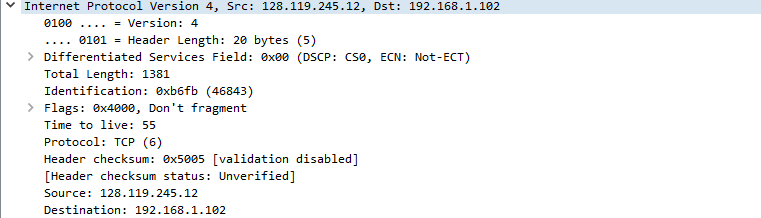 Internet Protocol Version 4, Src: 128.119.245.12, Dst: 192.168.1.102
0100 .... = Version: 4
.... 0101 = Header Length: 20 bytes (5)
Differentiated Services Field: 0x00 (DSCP: CS0, ECN: Not-ECT)
Total Length: 1381
Identification: 0xb6fb (46843)
Flags: 0x4000, Don't fragment
Time to live: 55
Protocol: TCP (6)
Header checksum: 0x5005 [validation disabled]
[Header checksum status: Unverified]
Source: 128.119.245.12
Destination: 192.168.1.102